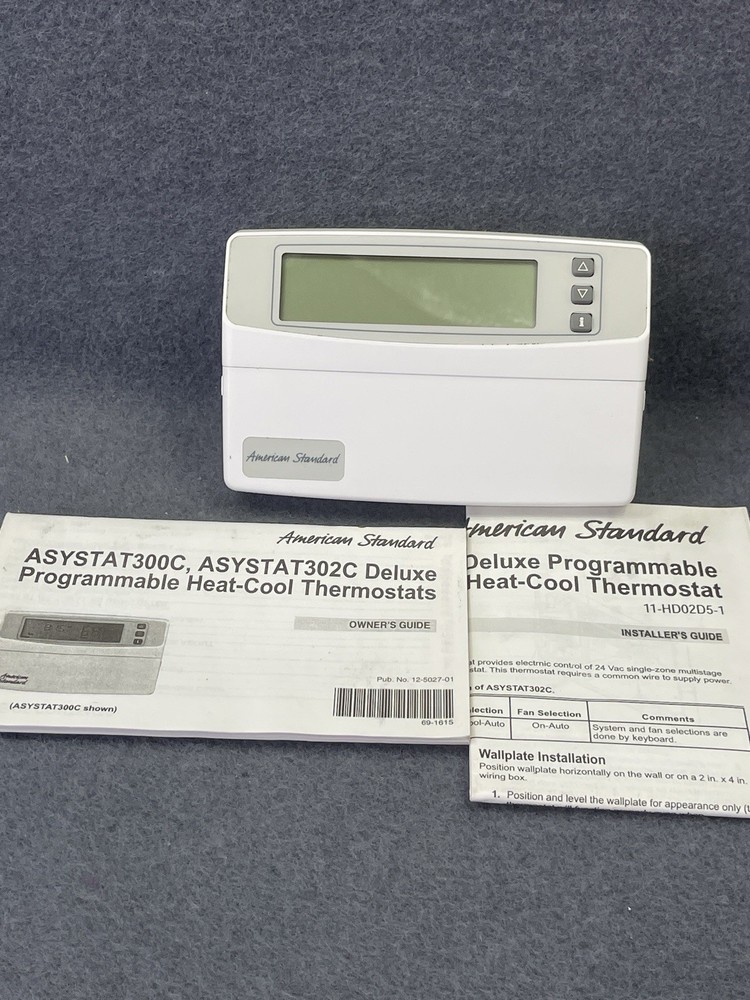 American Standard
American Standard
ASYSTAT300C, ASYSTAT302C Deluxe
Programmable Heat-Cool Thermostats
OWNER'S GUIDE
Pub. No. 12-5027-01
69-1615
American Standard
(ASYSTAT300C shown)
American Standard
Deluxe Programmable
Heat-Cool Thermostat
11-HD02D5-1
INSTALLER'S GUIDE
provides electrnic control of 24 Vac single-zone multistage
stat. This thermostat requires a common wire to supply power.
of ASYSTAT302C.
lection Fan Selection Comments
ool-Auto On-Auto System and fan selections are
done by keyboard.
Wallplate Installation
Position wallplate horizontally on the wall or on a 2 in. x 4 in.
wiring box.
1. Position and level the wallplate for appearance only